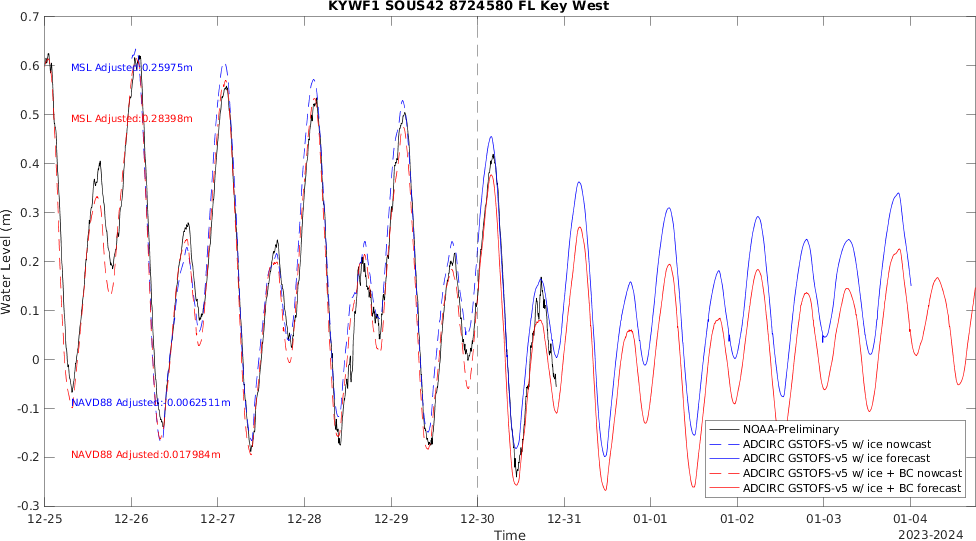 KYWF1 SOUS42 8724580 FL Key West
0.7
0.6
0.5
0.4
0.3
0.2
0.1
0
-0.1
-0.2
-0.3
Water Level (m)
MSL Adjusted:0.25975m
MSL Adjusted:0.28398m
NAVD88 Adjusted:-0.0062511m
NAVD88 Adjusted:0.017984m
NOAA-Preliminary
ADCIRC GSTOFS-v5 w/ ice nowcast
ADCIRC GSTOFS-v5 w/ ice forecast
ADCIRC GSTOFS-v5 w/ ice + BC nowcast
ADCIRC GSTOFS-v5 w/ ice + BC forecast
12-25 12-26 12-27 12-28 12-29 12-30 12-31 01-01 01-02 01-03 01-04
Time
2023-2024